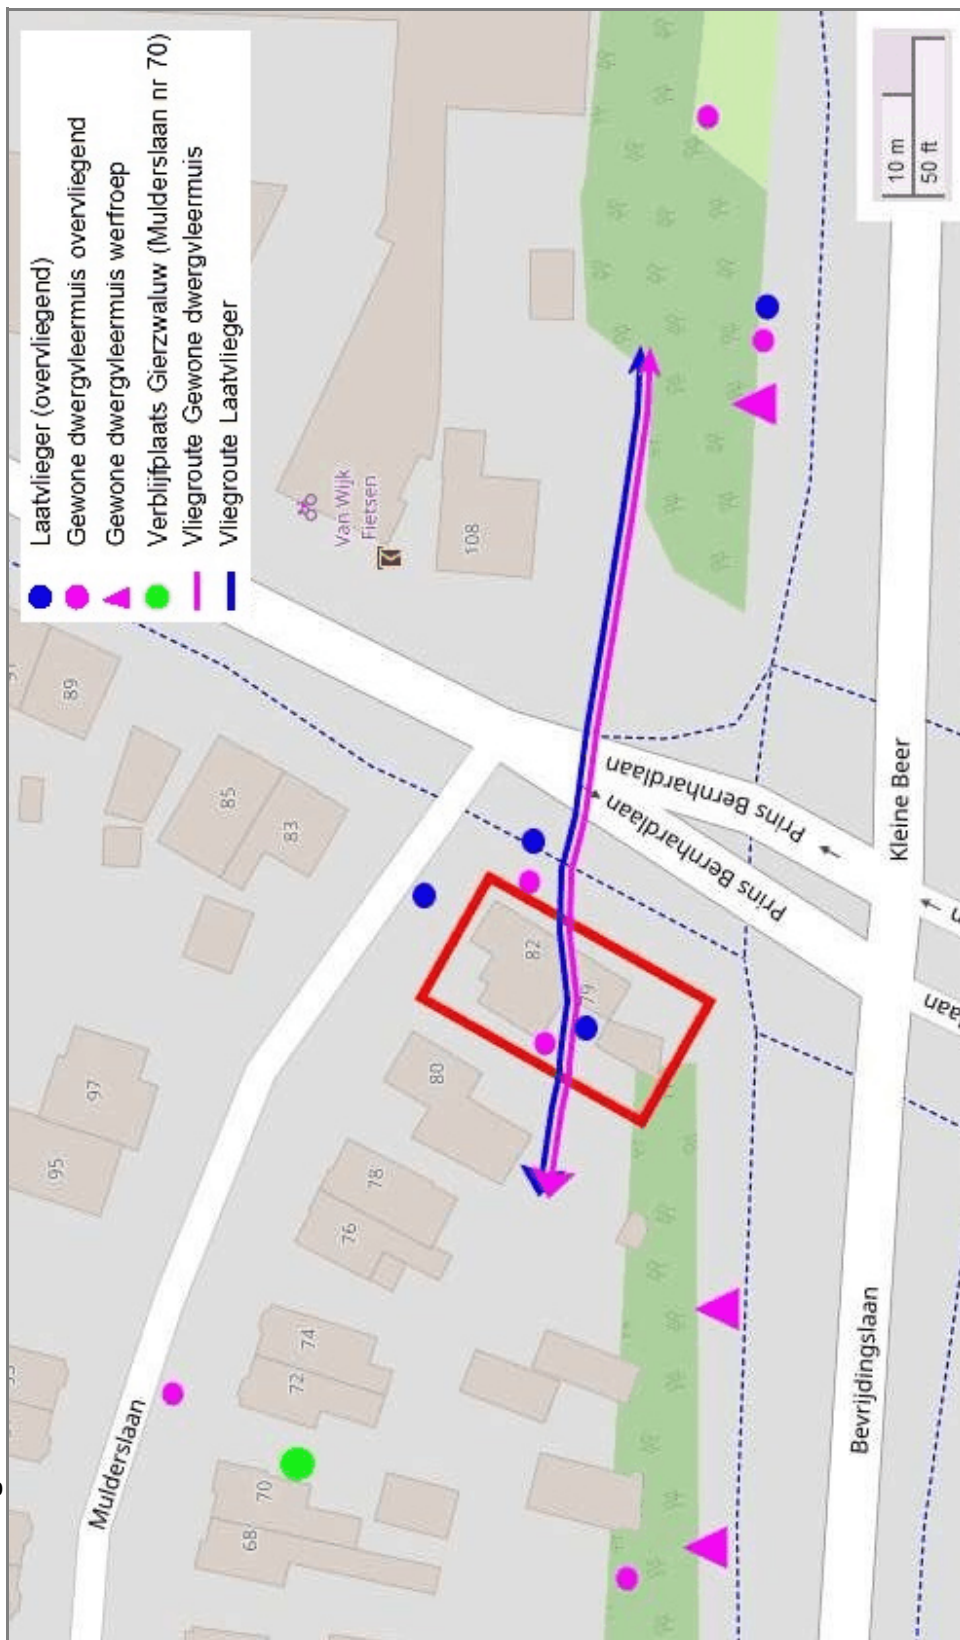 Laatvlieger (overvliegend)
Gewone dwergvleermuis overvliegend
Gewone dwergvleermuis werfroep
Verblijfplaats Gierzwaluw (Mulderslaan nr 70)
Vliegroute Gewone dwergvleermuis
Vliegroute Laatvlieger
10 m
50 ft
Van Wijk
Fietsen
108
89
85
83
97
95
82
79
80
78
76
74
72
70
68
Mulderslaan
Prins Bernhardlaan
Prins Bernhardlaan
Kleine Beer
Bevrijdingslaan
laan